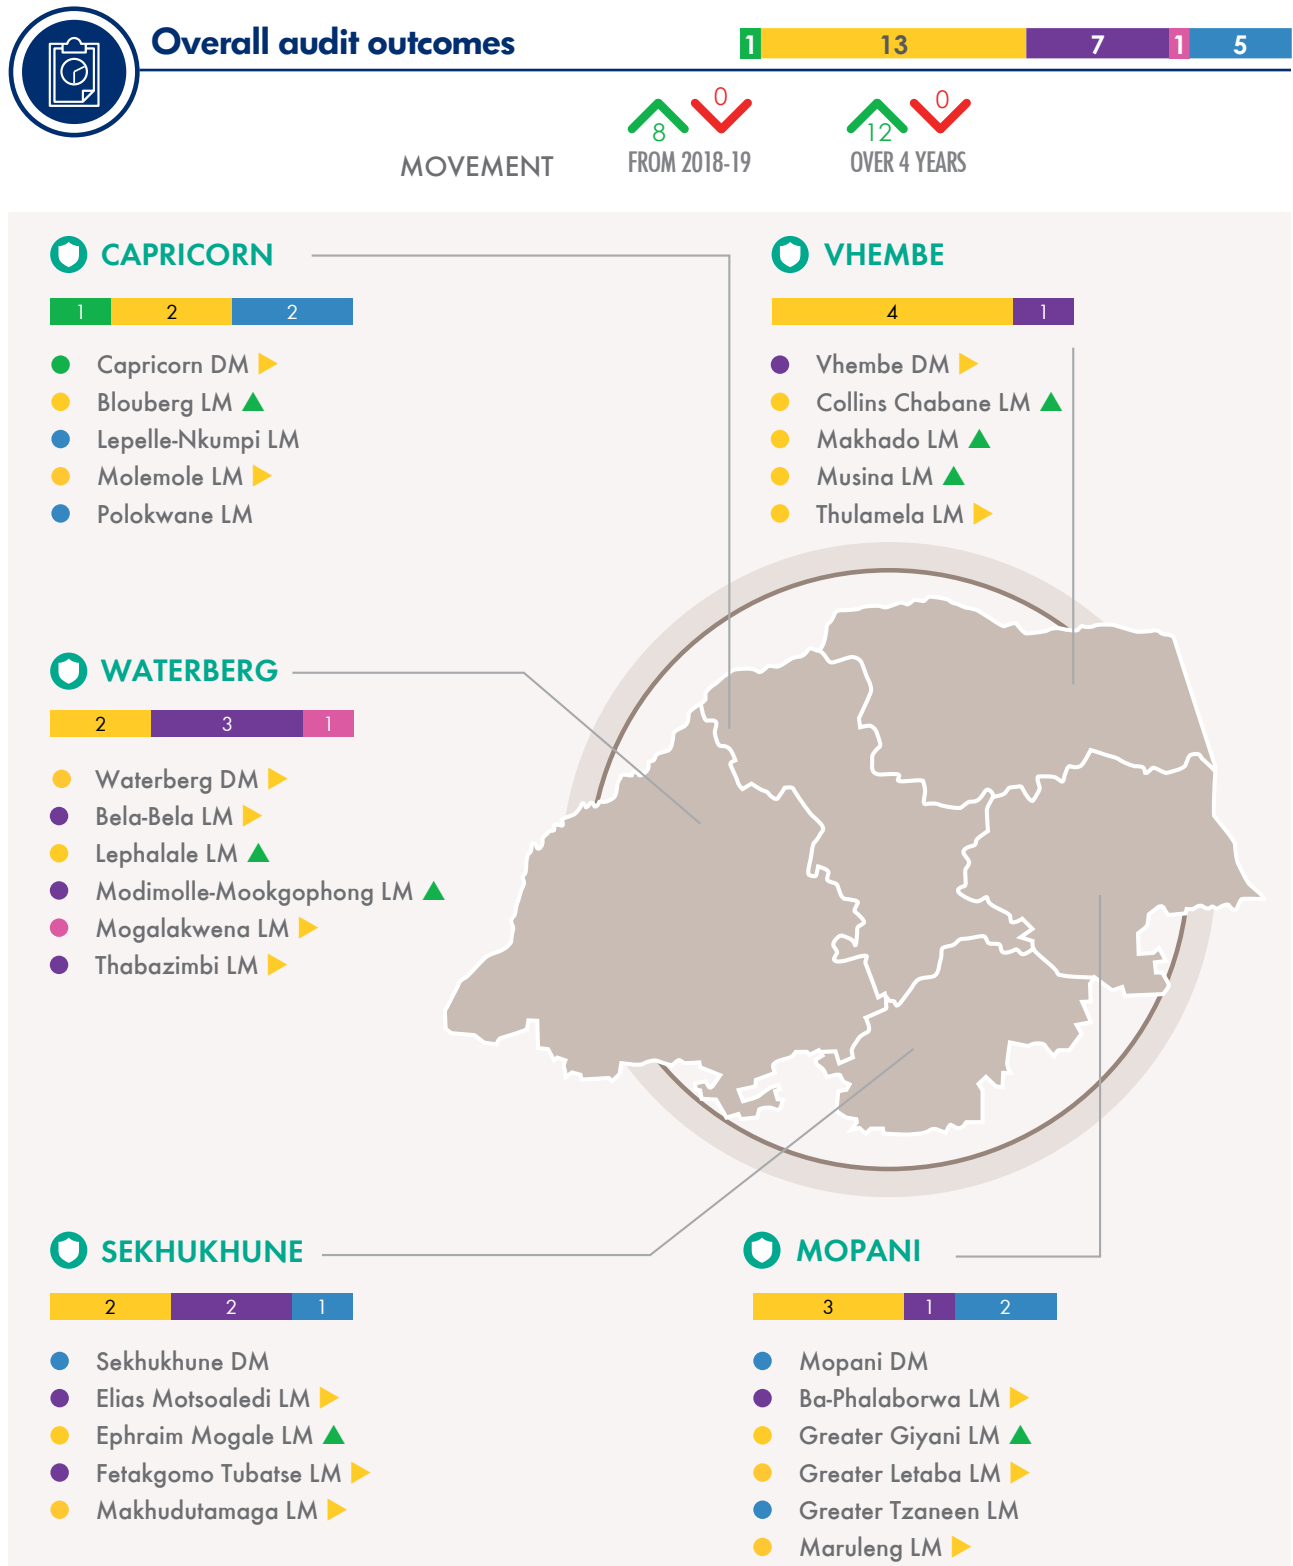 Overall audit outcomes
1 13 7 1 5
8 0 12 0
MOVEMENT FROM 2018-19 OVER 4 YEARS
CAPRICORN
1 2 2
Capricorn DM
Blouberg LM
Lepelle-Nkumpi LM
Molemole LM
Polokwane LM
VHEMBE
4 1
Vhembe DM
Collins Chabane LM
Makhado LM
Musina LM
Thulamela LM
WATERBERG
2 3 1
Waterberg DM
Bela-Bela LM
Lephalale LM
Modimolle-Mookgophong LM
Mogalakwena LM
Thabazimbi LM
SEKHUKHUNE
2 2 1
Sekhukhune DM
Elias Motsoaledi LM
Ephraim Mogale LM
Fetakgomo Tubatse LM
Makhudutamaga LM
MOPANI
3 1 2
Mopani DM
Ba-Phalaborwa LM
Greater Giyani LM
Greater Letaba LM
Greater Tzaneen LM
Maruleng LM